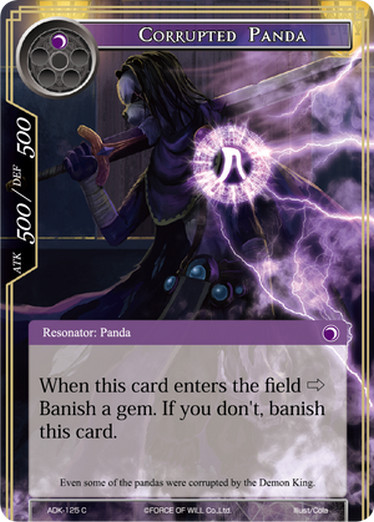 CORRUPTED PANDA
ATK 500 / DEF 500
八
Resonator: Panda
When this card enters the field ⇨
Banish a gem. If you don't, banish
this card.
Even some of the pandas were corrupted by the Demon King.
ADK-125 C ©FORCE OF WILL Co.,Ltd. Illust/Cole